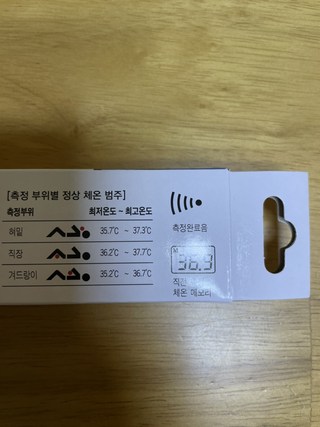 [측정 부위별 정상 체온 범주]
측정부위 최저온도 ~ 최고온도
혀밑 35.7℃ ~ 37.3℃
직장 36.2℃ ~ 37.7℃
겨드랑이 35.2℃ ~ 36.7℃
측정완료음
M
36.9
직전
체온 메모리